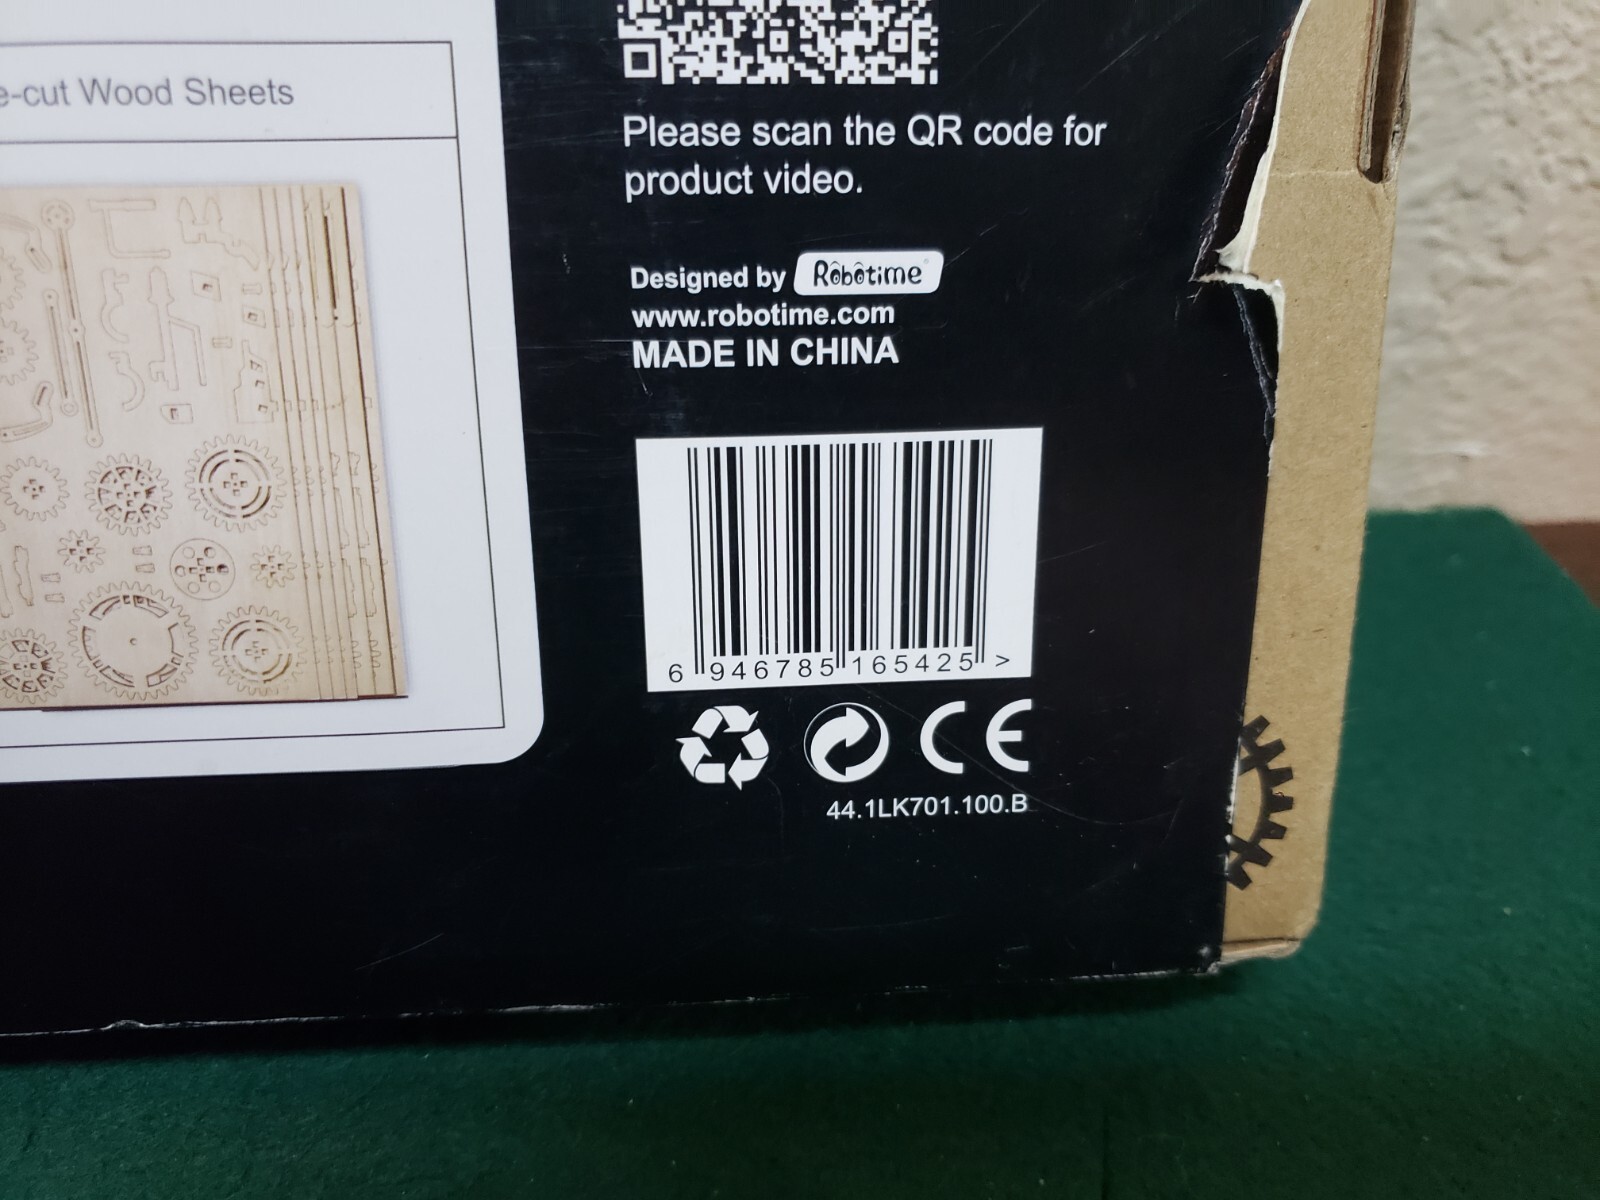 e-cut Wood Sheets
Please scan the QR code for
product video.
Designed by Robotime
www.robotime.com
MADE IN CHINA
6 946785 165425 >
CE
44.1LK701.100.B